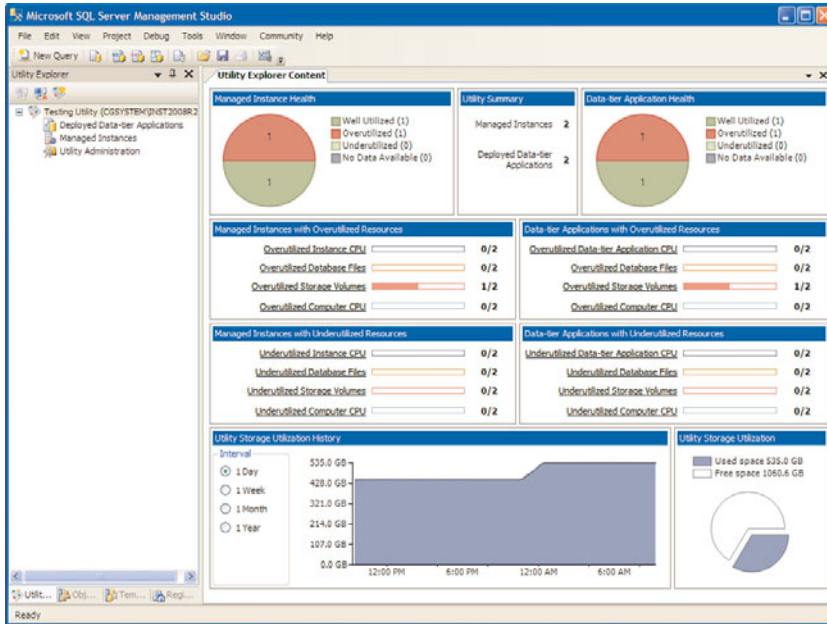 Microsoft SQL Server Management Studio
File Edit View Project Debug Tools Window Community Help
New Query
Utility Explorer
Testing Utility (CGSYSTEM\INST2008R2
Deployed Data-tier Applications
Managed Instances
Utility Administration
Utilit...
Obj...
Tem...
Regi...
Utility Explorer Content
Managed Instance Health
1
1
Well Utilized (1)
Overutilized (1)
Underutilized (0)
No Data Available (0)
Utility Summary
Managed Instances 2
Deployed Data-tier
Applications 2
Data-tier Application Health
1
1
Well Utilized (1)
Overutilized (1)
Underutilized (0)
No Data Available (0)
Managed Instances with Overutilized Resources
Overutilized Instance CPU 0/2
Overutilized Database Files 0/2
Overutilized Storage Volumes 1/2
Overutilized Computer CPU 0/2
Data-tier Applications with Overutilized Resources
Overutilized Data-tier Application CPU 0/2
Overutilized Database Files 0/2
Overutilized Storage Volumes 1/2
Overutilized Computer CPU 0/2
Managed Instances with Underutilized Resources
Underutilized Instance CPU 0/2
Underutilized Database Files 0/2
Underutilized Storage Volumes 0/2
Underutilized Computer CPU 0/2
Data-tier Applications with Underutilized Resources
Underutilized Data-tier Application CPU 0/2
Underutilized Database Files 0/2
Underutilized Storage Volumes 0/2
Underutilized Computer CPU 0/2
Utility Storage Utilization History
Interval
1 Day
1 Week
1 Month
1 Year
535.0 GB
428.0 GB
321.0 GB
214.0 GB
107.0 GB
0.0 GB
12:00 PM 6:00 PM 12:00 AM 6:00 AM
Utility Storage Utilization
Used space 535.0 GB
Free space 1060.6 GB
Ready